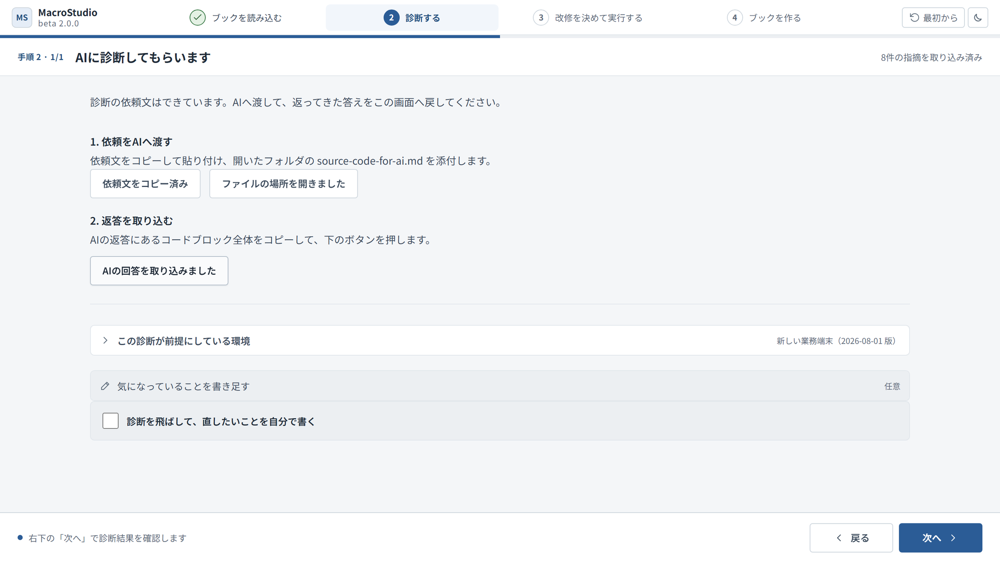 MS
MacroStudio
beta 2.0.0
ブックを読み込む
2 診断する
3 改修を決めて実行する
4 ブックを作る
最初から
手順 2 · 1/1
AIに診断してもらいます
8件の指摘を取り込み済み
診断の依頼文はできています。AIへ渡して、返ってきた答えをこの画面へ戻してください。
1. 依頼をAIへ渡す
依頼文をコピーして貼り付け、開いたフォルダの source-code-for-ai.md を添付します。
依頼文をコピー済み
ファイルの場所を開きました
2. 返答を取り込む
AIの返答にあるコードブロック全体をコピーして、下のボタンを押します。
AIの回答を取り込みました
この診断が前提にしている環境
新しい業務端末（2026-08-01 版）
気になっていることを書き足す
任意
診断を飛ばして、直したいことを自分で書く
右下の「次へ」で診断結果を確認します
戻る
次へ